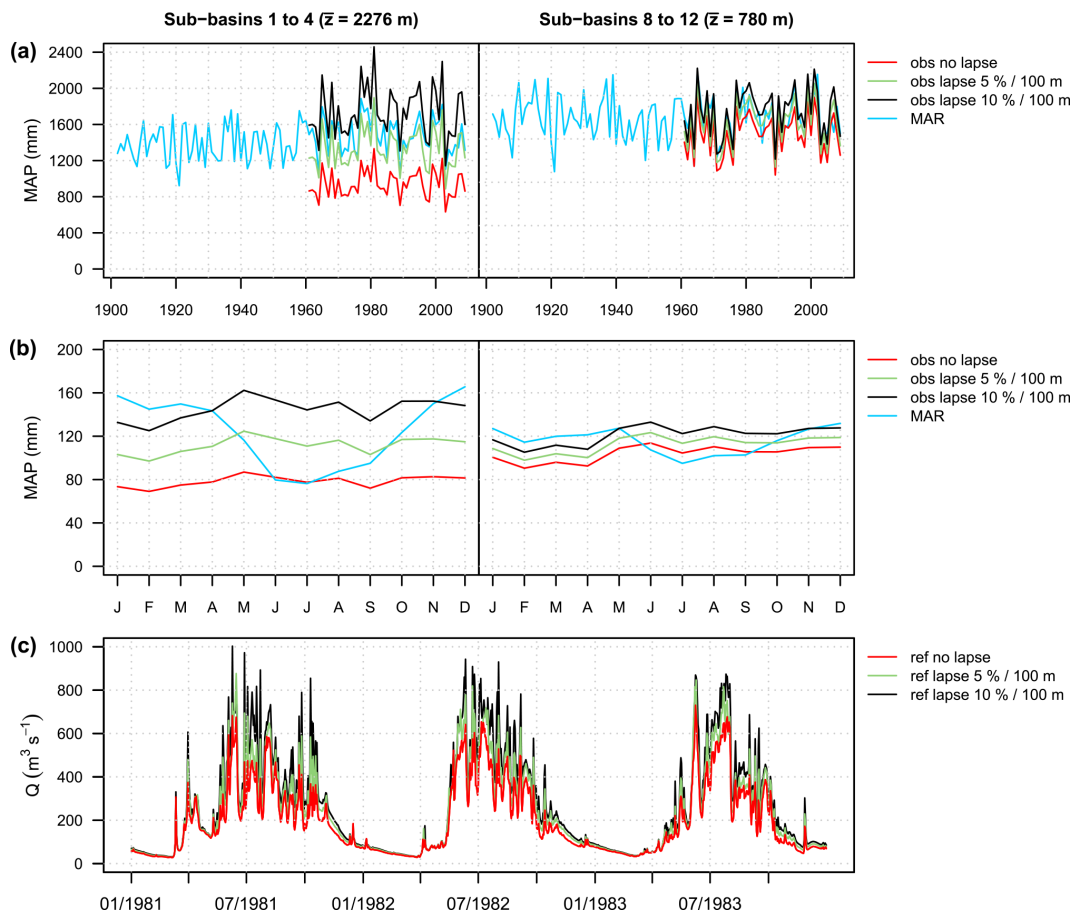 Sub−basins 1 to 4 (z̅ = 2276 m) Sub−basins 8 to 12 (z̅ = 780 m)
(a)
MAP (mm)
2400
2000
1600
1200
800
400
0
1900 1920 1940 1960 1980 2000 1900 1920 1940 1960 1980 2000
obs no lapse
obs lapse 5 % / 100 m
obs lapse 10 % / 100 m
MAR
(b)
MAP (mm)
200
160
120
80
40
0
J F M A M J J A S O N D J F M A M J J A S O N D
obs no lapse
obs lapse 5 % / 100 m
obs lapse 10 % / 100 m
MAR
(c)
Q (m³ s⁻¹)
1000
800
600
400
200
0
01/1981 07/1981 01/1982 07/1982 01/1983 07/1983
ref no lapse
ref lapse 5 % / 100 m
ref lapse 10 % / 100 m